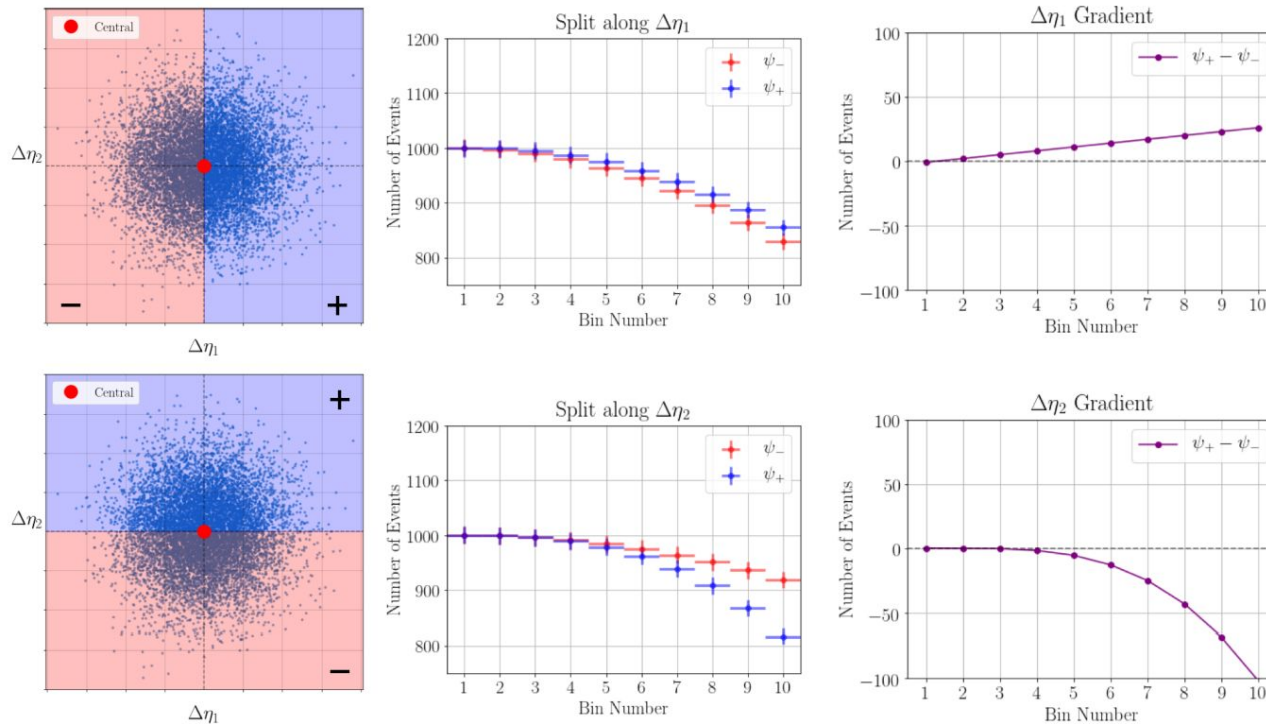 Central
Δη₂
−
+
Δη₁
Split along Δη₁
1200
1100
1000
900
800
Number of Events
ψ₋
ψ₊
1 2 3 4 5 6 7 8 9 10
Bin Number
Δη₁ Gradient
100
50
0
−50
−100
Number of Events
ψ₊ − ψ₋
1 2 3 4 5 6 7 8 9 10
Bin Number
Central
+
Δη₂
−
Δη₁
Split along Δη₂
1200
1100
1000
900
800
Number of Events
ψ₋
ψ₊
1 2 3 4 5 6 7 8 9 10
Bin Number
Δη₂ Gradient
100
50
0
−50
−100
Number of Events
ψ₊ − ψ₋
1 2 3 4 5 6 7 8 9 10
Bin Number